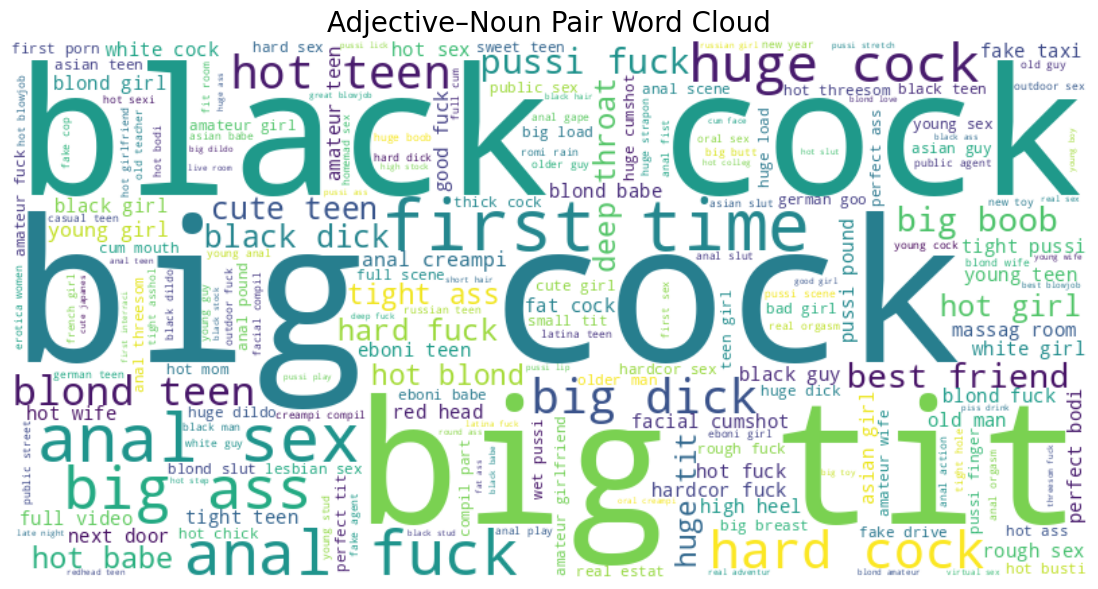 Adjective–Noun Pair Word Cloud
first porn
white cock
hard sex
pussi lick
hot sex
sweet teen
pussi fuck
russian girl
new year
pussi stretch
huge cock
fake taxi
old guy
asian teen
blond girl
hot sexi
hot teen
black cock
public sex
anal scene
hot threesom
black teen
outdoor sex
amateur girl
asian babe
big dildo
live room
fake cop
old teacher
hot girlfriend
hot bodi
fit room
huge ass
great blowjob
amateur teen
homemad sex
huge boob
hard dick
high stock
good fuck
full cum
black hair
anal gape
big load
romi rain
older guy
deep throat
huge cumshot
huge strapon
anal fist
cum face
oral sex
big butt
hot colleg
huge load
hot slut
blond love
perfect ass
young sex
black ass
asian guy
public agent
hot blowjob
amateur fuck
black girl
casual teen
young girl
cum mouth
anal teen
cute teen
black dick
young anal
first time
thick cock
blond babe
asian slut
german goo
big boob
new toy
real sex
tight pussi
young cock
blond wife
young wife
young teen
best blowjob
anal creampi
full scene
short hair
anal slut
good girl
big cock
erotica women
french girl
cute japanes
first interraci
tight asshol
black dildo
young guy
black stock
outdoor fuck
anal pound
facial compil
anal threesom
tight ass
russian teen
deep fuck
hard fuck
eboni teen
cute girl
fat cock
small tit
latina teen
first sex
teen girl
pussi scene
bad girl
real orgasm
pussi pound
hot girl
massag room
white girl
german teen
hot mom
pussi play
blond teen
hot blond
pussi lip
hardcor sex
older man
big dick
black guy
huge dick
best friend
blond fuck
piss drink
old man
hot wife
huge dildo
creampi compil
eboni babe
red head
round ass
latina fuck
facial cumshot
eboni girl
rough fuck
black man
white guy
anal sex
public street
blond slut
lesbian sex
hot step
big ass
perfect tit
young stud
fake agent
tight teen
full video
late night
next door
hot chick
hot babe
redhead teen
anal fuck
black stud
big tit
compil part
fat ass
black babe
anal play
wet pussi
amateur girlfriend
real estat
huge tit
hot fuck
hardcor fuck
high heel
big breast
big toy
asian girl
amateur wife
anal action
tight hole
pussi finger
anal orgasm
threesom fuck
perfect bodi
fake drive
hot ass
hard cock
rough sex
hot busti
real adventur
blond amateur
virtual sex